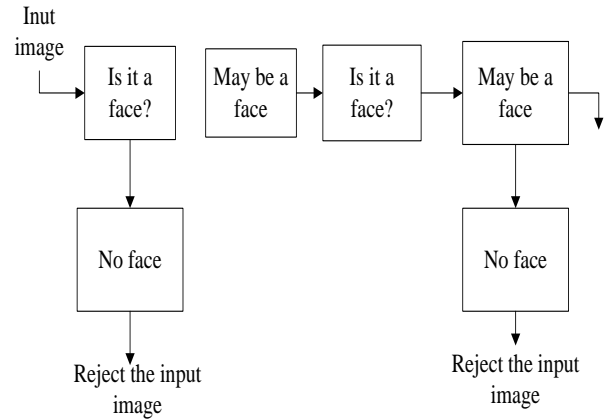 Inut
image
Is it a
face?
May be a
face
Is it a
face?
May be a
face
No face
No face
Reject the input
image
Reject the input
image